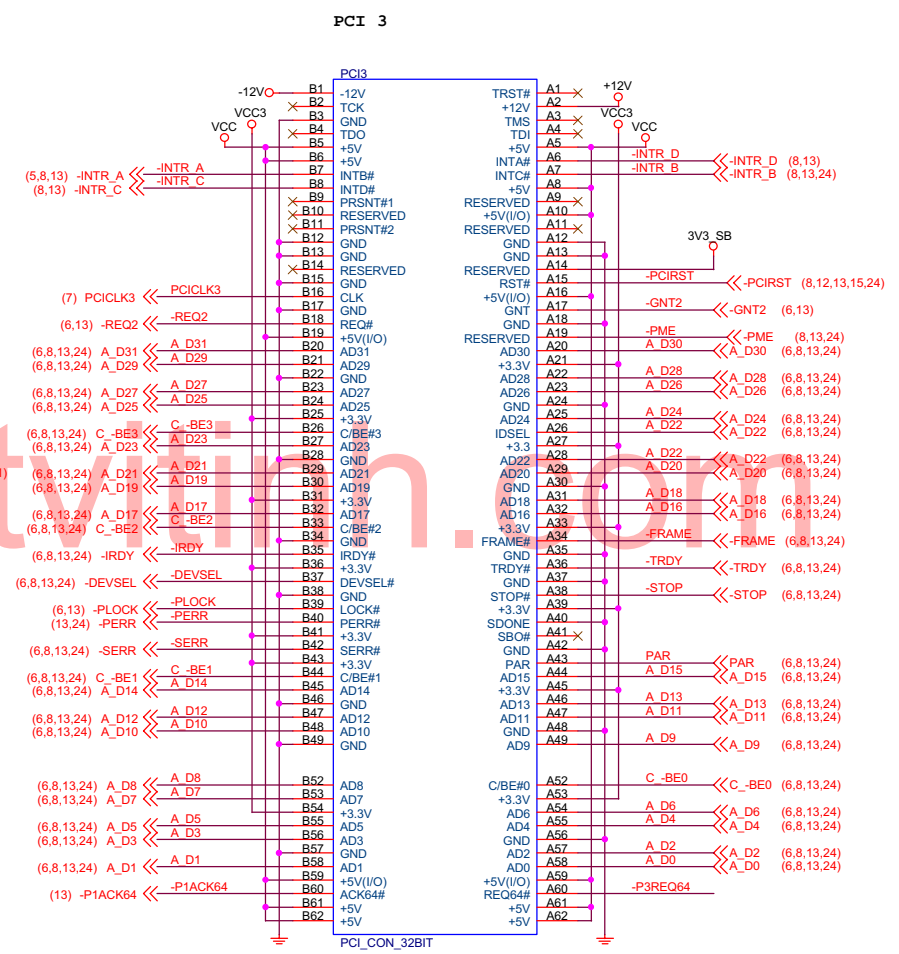 PCI 3
PCI3
-12V B1 -12V TRST# A1 +12V
B2 TCK +12V A2
VCC3 B3 GND TMS A3 VCC3
VCC B4 TDO TDI A4 VCC
B5 +5V +5V A5
B6 +5V INTA# A6 -INTR_D -INTR_D (8,13)
(5,8,13) -INTR_A -INTR_A B7 INTB# INTC# A7 -INTR_B -INTR_B (8,13,24)
(8,13) -INTR_C -INTR_C B8 INTD# +5V A8
B9 PRSNT#1 RESERVED A9
B10 RESERVED +5V(I/O) A10
B11 PRSNT#2 RESERVED A11
B12 GND GND A12 3V3_SB
B13 GND GND A13
B14 RESERVED RESERVED A14
B15 GND RST# A15 -PCIRST -PCIRST (8,12,13,15,24)
(7) PCICLK3 PCICLK3 B16 CLK +5V(I/O) A16
B17 GND GNT A17 -GNT2 -GNT2 (6,13)
(6,13) -REQ2 -REQ2 B18 REQ# GND A18
B19 +5V(I/O) RESERVED A19 -PME -PME (8,13,24)
(6,8,13,24) A_D31 A_D31 B20 AD31 AD30 A20 A_D30 A_D30 (6,8,13,24)
(6,8,13,24) A_D29 A_D29 B21 AD29 +3.3V A21
B22 GND AD28 A22 A_D28 A_D28 (6,8,13,24)
(6,8,13,24) A_D27 A_D27 B23 AD27 AD26 A23 A_D26 A_D26 (6,8,13,24)
(6,8,13,24) A_D25 A_D25 B24 AD25 GND A24
B25 +3.3V AD24 A25 A_D24 A_D24 (6,8,13,24)
(6,8,13,24) C_-BE3 C_-BE3 B26 C/BE#3 IDSEL A26 A_D22 A_D22 (6,8,13,24)
(6,8,13,24) A_D23 A_D23 B27 AD23 +3.3 A27
B28 GND AD22 A28 A_D22 A_D22 (6,8,13,24)
(6,8,13,24) A_D21 A_D21 B29 AD21 AD20 A29 A_D20 A_D20 (6,8,13,24)
(6,8,13,24) A_D19 A_D19 B30 AD19 GND A30
B31 +3.3V AD18 A31 A_D18 A_D18 (6,8,13,24)
(6,8,13,24) A_D17 A_D17 B32 AD17 AD16 A32 A_D16 A_D16 (6,8,13,24)
(6,8,13,24) C_-BE2 C_-BE2 B33 C/BE#2 +3.3V A33
tvitinh.com
B34 GND FRAME# A34 -FRAME -FRAME (6,8,13,24)
(6,8,13,24) -IRDY -IRDY B35 IRDY# GND A35
B36 +3.3V TRDY# A36 -TRDY -TRDY (6,8,13,24)
(6,8,13,24) -DEVSEL -DEVSEL B37 DEVSEL# GND A37
B38 GND STOP# A38 -STOP -STOP (6,8,13,24)
(6,13) -PLOCK -PLOCK B39 LOCK# +3.3V A39
(13,24) -PERR -PERR B40 PERR# SDONE A40
B41 +3.3V SBO# A41
(6,8,13,24) -SERR -SERR B42 SERR# GND A42
B43 +3.3V PAR A43 PAR PAR (6,8,13,24)
(6,8,13,24) C_-BE1 C_-BE1 B44 C/BE#1 AD15 A44 A_D15 A_D15 (6,8,13,24)
(6,8,13,24) A_D14 A_D14 B45 AD14 +3.3V A45
B46 GND AD13 A46 A_D13 A_D13 (6,8,13,24)
(6,8,13,24) A_D12 A_D12 B47 AD12 AD11 A47 A_D11 A_D11 (6,8,13,24)
(6,8,13,24) A_D10 A_D10 B48 AD10 GND A48
B49 GND AD9 A49 A_D9 A_D9 (6,8,13,24)
(6,8,13,24) A_D8 A_D8 B52 AD8 C/BE#0 A52 C_-BE0 C_-BE0 (6,8,13,24)
(6,8,13,24) A_D7 A_D7 B53 AD7 +3.3V A53
B54 +3.3V AD6 A54 A_D6 A_D6 (6,8,13,24)
(6,8,13,24) A_D5 A_D5 B55 AD5 AD4 A55 A_D4 A_D4 (6,8,13,24)
(6,8,13,24) A_D3 A_D3 B56 AD3 GND A56
B57 GND AD2 A57 A_D2 A_D2 (6,8,13,24)
(6,8,13,24) A_D1 A_D1 B58 AD1 AD0 A58 A_D0 A_D0 (6,8,13,24)
B59 +5V(I/O) +5V(I/O) A59
(13) -P1ACK64 -P1ACK64 B60 ACK64# REQ64# A60 -P3REQ64
B61 +5V +5V A61
B62 +5V +5V A62
PCI_CON_32BIT